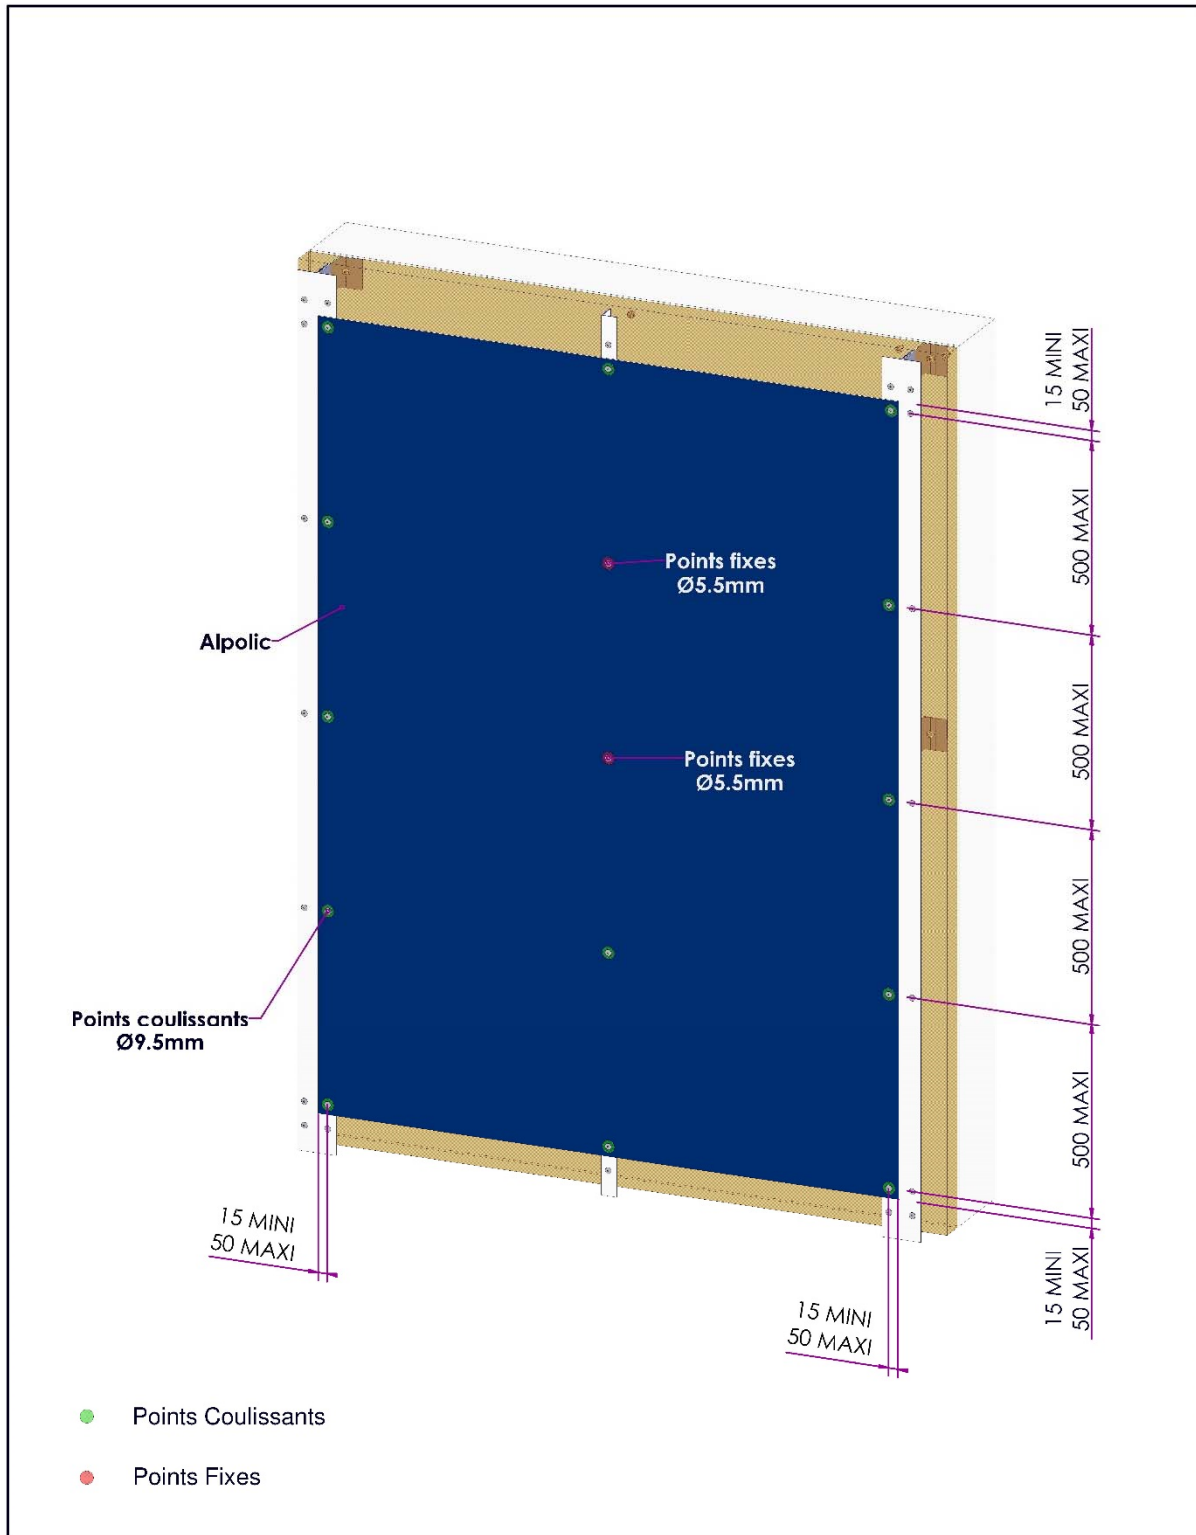 15 MINI
50 MAXI
500 MAXI
Points fixes
Ø5.5mm
Alpolic
500 MAXI
Points fixes
Ø5.5mm
500 MAXI
Points coulissants
Ø9.5mm
500 MAXI
15 MINI
50 MAXI
15 MINI
50 MAXI
15 MINI
50 MAXI
Points Coulissants
Points Fixes